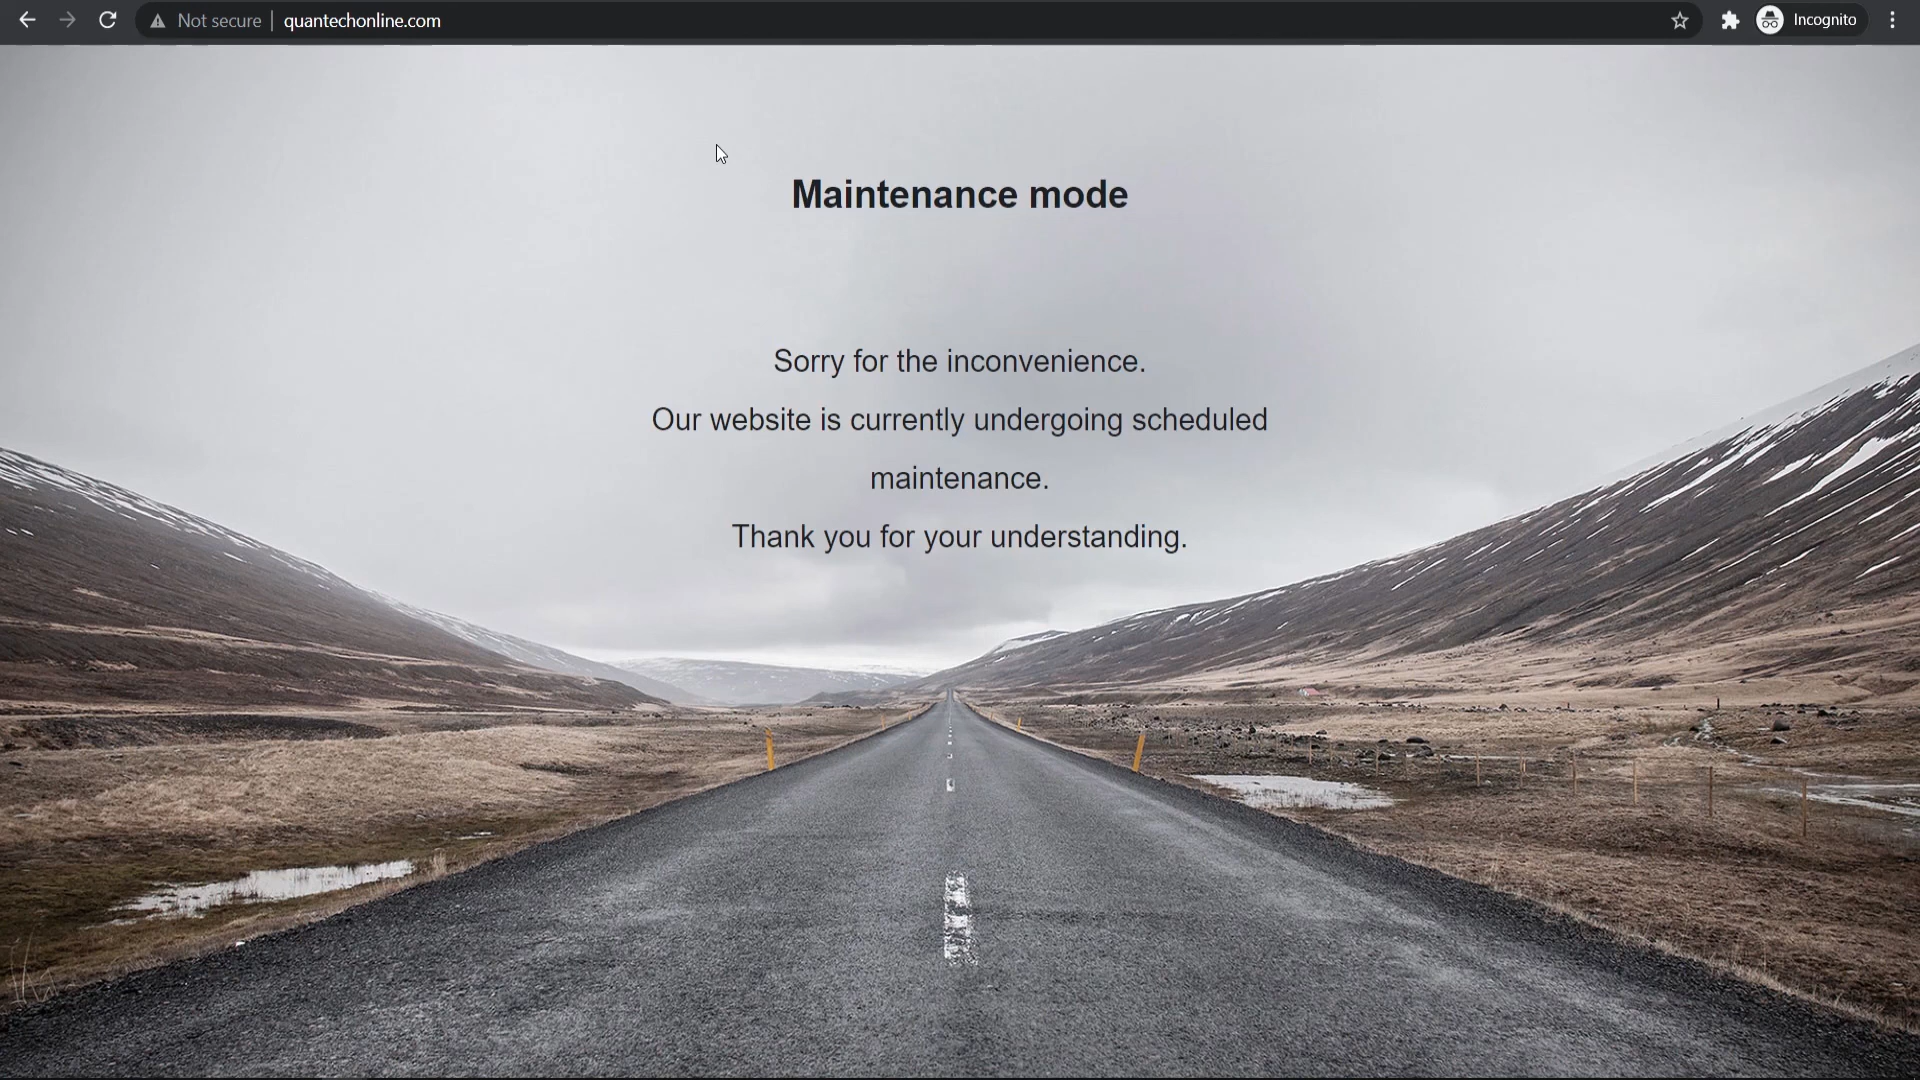 Not secure
quantechonline.com
Incognito
Maintenance mode
Sorry for the inconvenience.
Our website is currently undergoing scheduled
maintenance.
Thank you for your understanding.